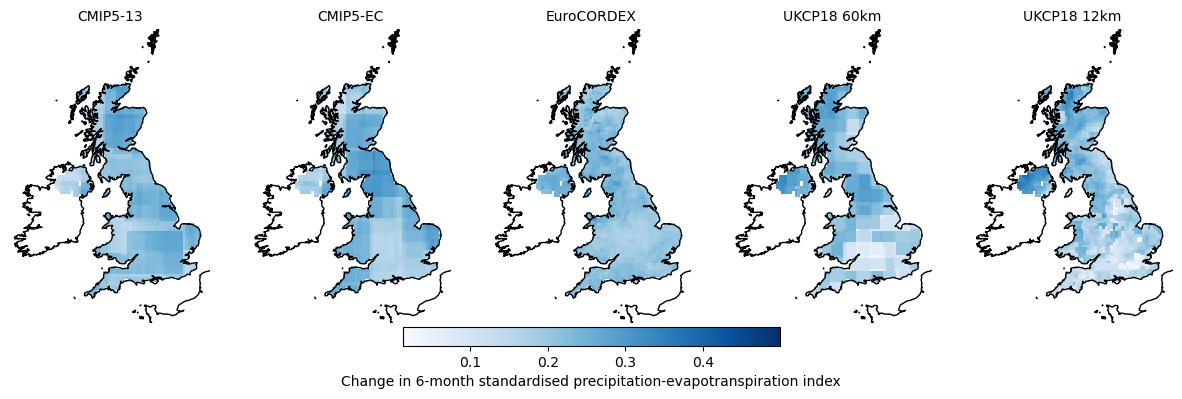 CMIP5-13 CMIP5-EC EuroCORDEX UKCP18 60km UKCP18 12km
0.1 0.2 0.3 0.4
Change in 6-month standardised precipitation-evapotranspiration index